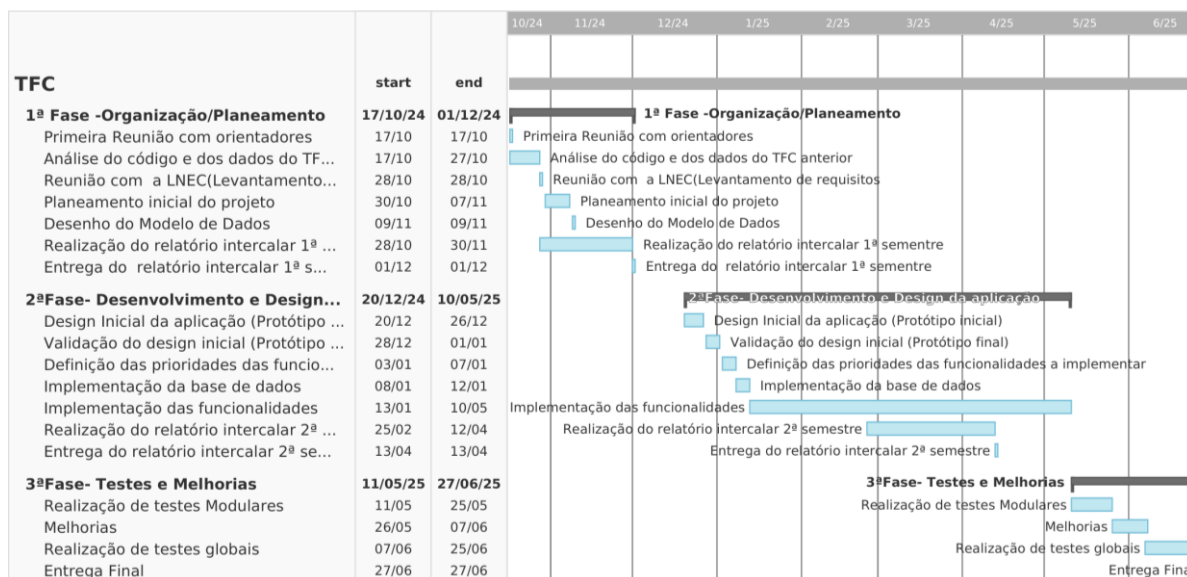 10/24 11/24 12/24 1/25 2/25 3/25 4/25 5/25 6/25
TFC start end
1ª Fase -Organização/Planeamento 17/10/24 01/12/24 1ª Fase -Organização/Planeamento
Primeira Reunião com orientadores 17/10 17/10 Primeira Reunião com orientadores
Análise do código e dos dados do TF... 17/10 27/10 Análise do código e dos dados do TFC anterior
Reunião com a LNEC(Levantamento... 28/10 28/10 Reunião com a LNEC(Levantamento de requisitos
Planeamento inicial do projeto 30/10 07/11 Planeamento inicial do projeto
Desenho do Modelo de Dados 09/11 09/11 Desenho do Modelo de Dados
Realização do relatório intercalar 1ª ... 28/10 30/11 Realização do relatório intercalar 1ª sementre
Entrega do relatório intercalar 1ª s... 01/12 01/12 Entrega do relatório intercalar 1ª semestre
2ªFase- Desenvolvimento e Design... 20/12/24 10/05/25 2ªFase- Desenvolvimento e Design da aplicação
Design Inicial da aplicação (Protótipo ... 20/12 26/12 Design Inicial da aplicação (Protótipo inicial)
Validação do design inicial (Protótipo ... 28/12 01/01 Validação do design inicial (Protótipo final)
Definição das prioridades das funcio... 03/01 07/01 Definição das prioridades das funcionalidades a implementar
Implementação da base de dados 08/01 12/01 Implementação da base de dados
Implementação das funcionalidades 13/01 10/05 Implementação das funcionalidades
Realização do relatório intercalar 2ª ... 25/02 12/04 Realização do relatório intercalar 2ª semestre
Entrega do relatório intercalar 2ª se... 13/04 13/04 Entrega do relatório intercalar 2ª semestre
3ªFase- Testes e Melhorias 11/05/25 27/06/25 3ªFase- Testes e Melhorias
Realização de testes Modulares 11/05 25/05 Realização de testes Modulares
Melhorias 26/05 07/06 Melhorias
Realização de testes globais 07/06 25/06 Realização de testes globais
Entrega Final 27/06 27/06 Entrega Fina